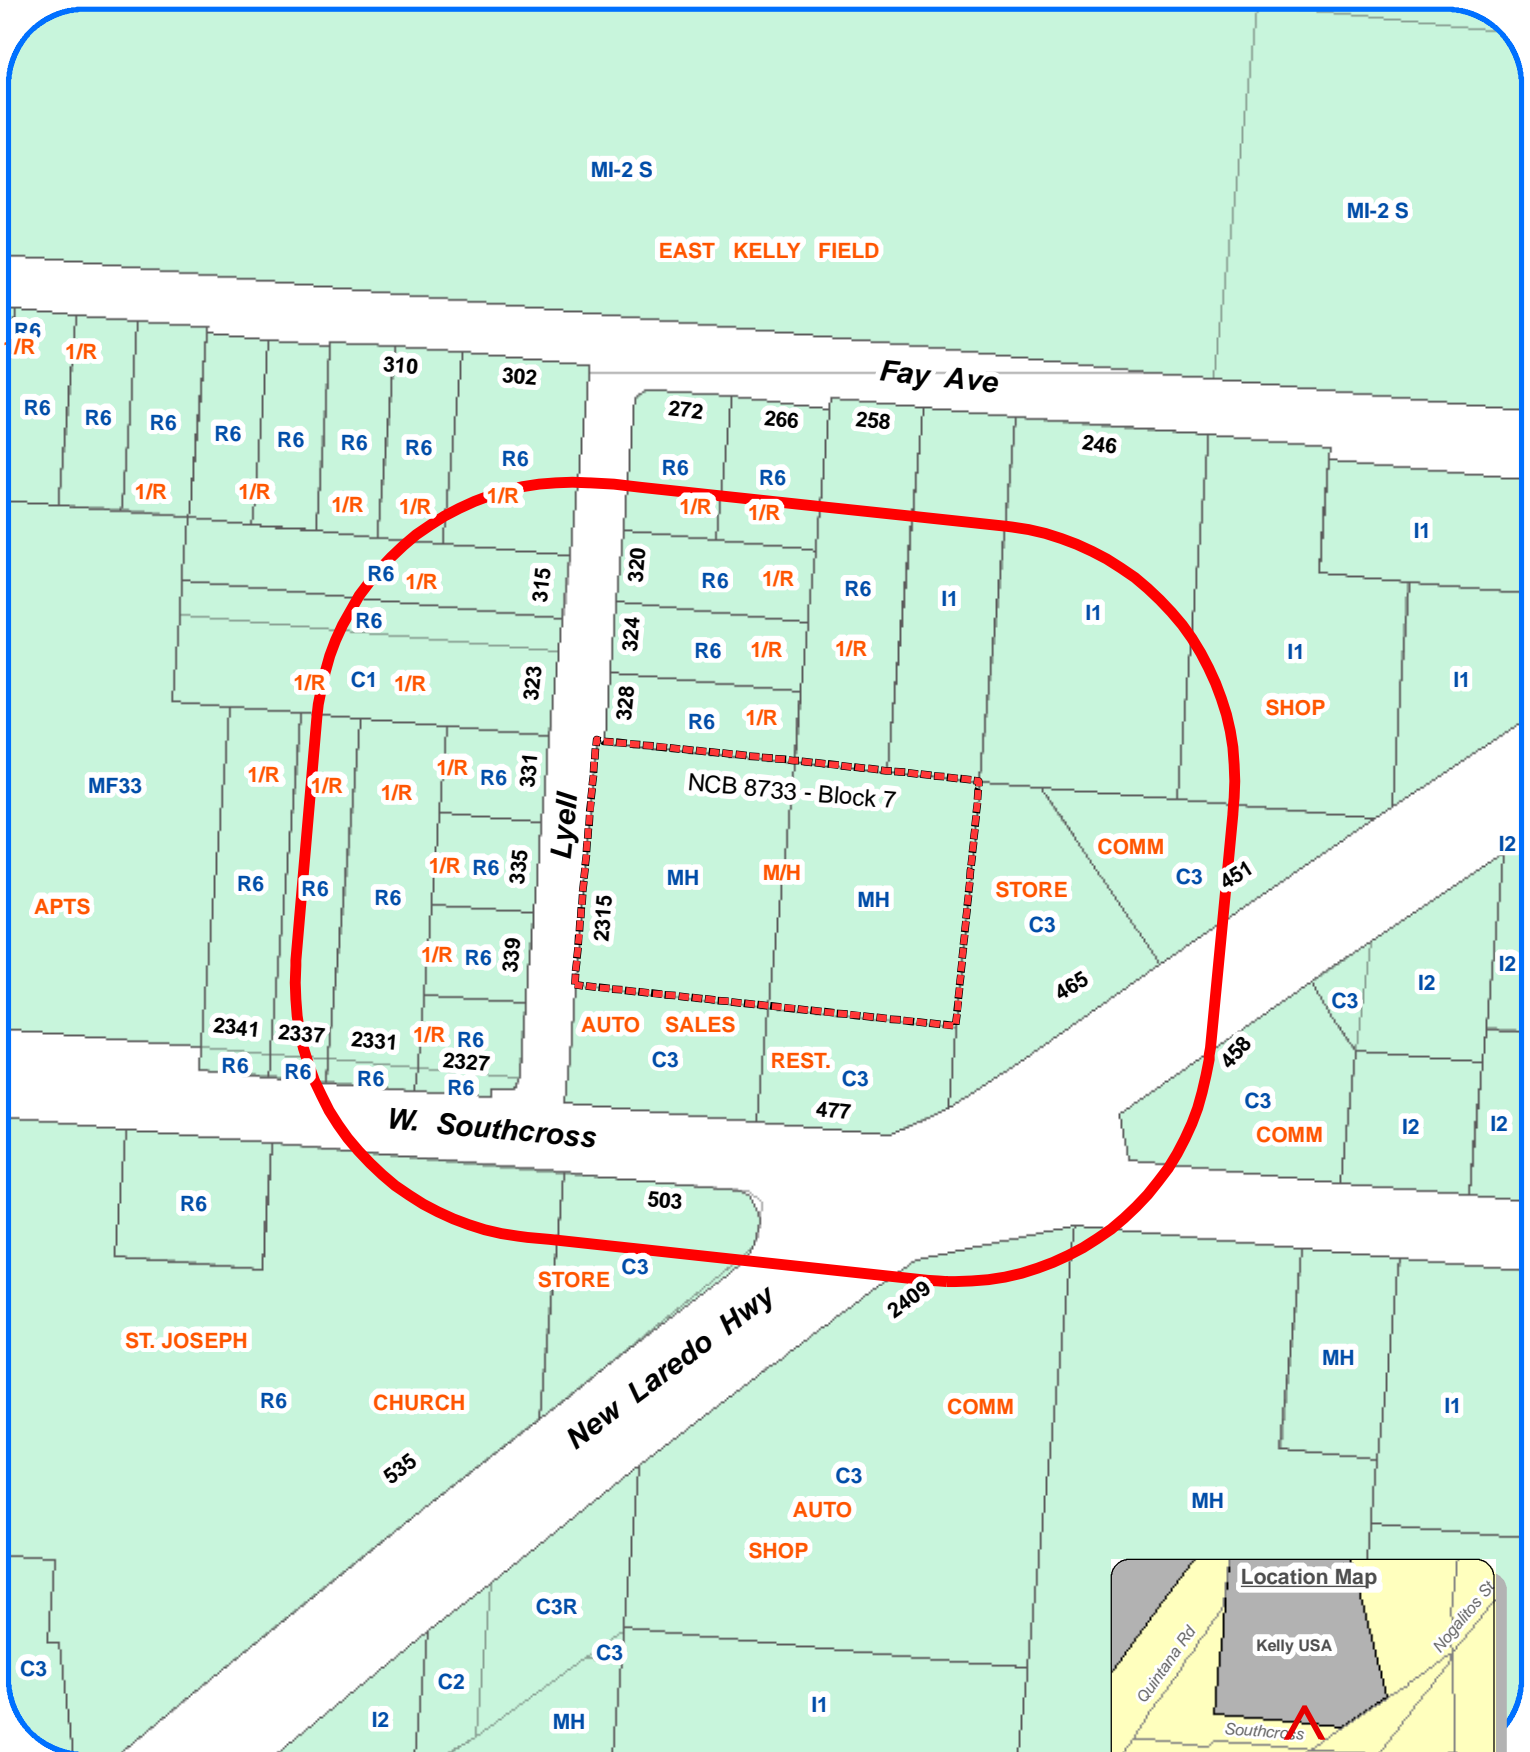 MI-2 S
MI-2 S
EAST KELLY FIELD
R6
/R
1/R
310
302
Fay Ave
R6
R6
R6
R6
R6
R6
R6
R6
272
266
258
246
R6
R6
1/R
1/R
1/R
1/R
1/R
1/R
1/R
I1
R6
1/R
315
320
R6
1/R
R6
I1
I1
R6
324
R6
1/R
1/R
I1
I1
1/R
C1
1/R
323
328
R6
1/R
SHOP
MF33
1/R
1/R
1/R
1/R
R6
331
Lyell
NCB 8733 - Block 7
COMM
C3
451
I2
APTS
R6
R6
R6
1/R
R6
335
MH
M/H
MH
STORE
C3
2315
1/R
R6
339
465
C3
I2
I2
2341
2337
2331
1/R
R6
2327
AUTO SALES
C3
REST.
C3
477
458
R6
R6
R6
R6
C3
COMM
I2
I2
W. Southcross
R6
503
STORE
C3
2409
ST. JOSEPH
R6
CHURCH
535
New Laredo Hwy
COMM
MH
I1
C3
AUTO
SHOP
MH
C3R
C3
C3
C2
I2
MH
I1
Location Map
Kelly USA
Quintana Rd
Nogalitos St
Southcross